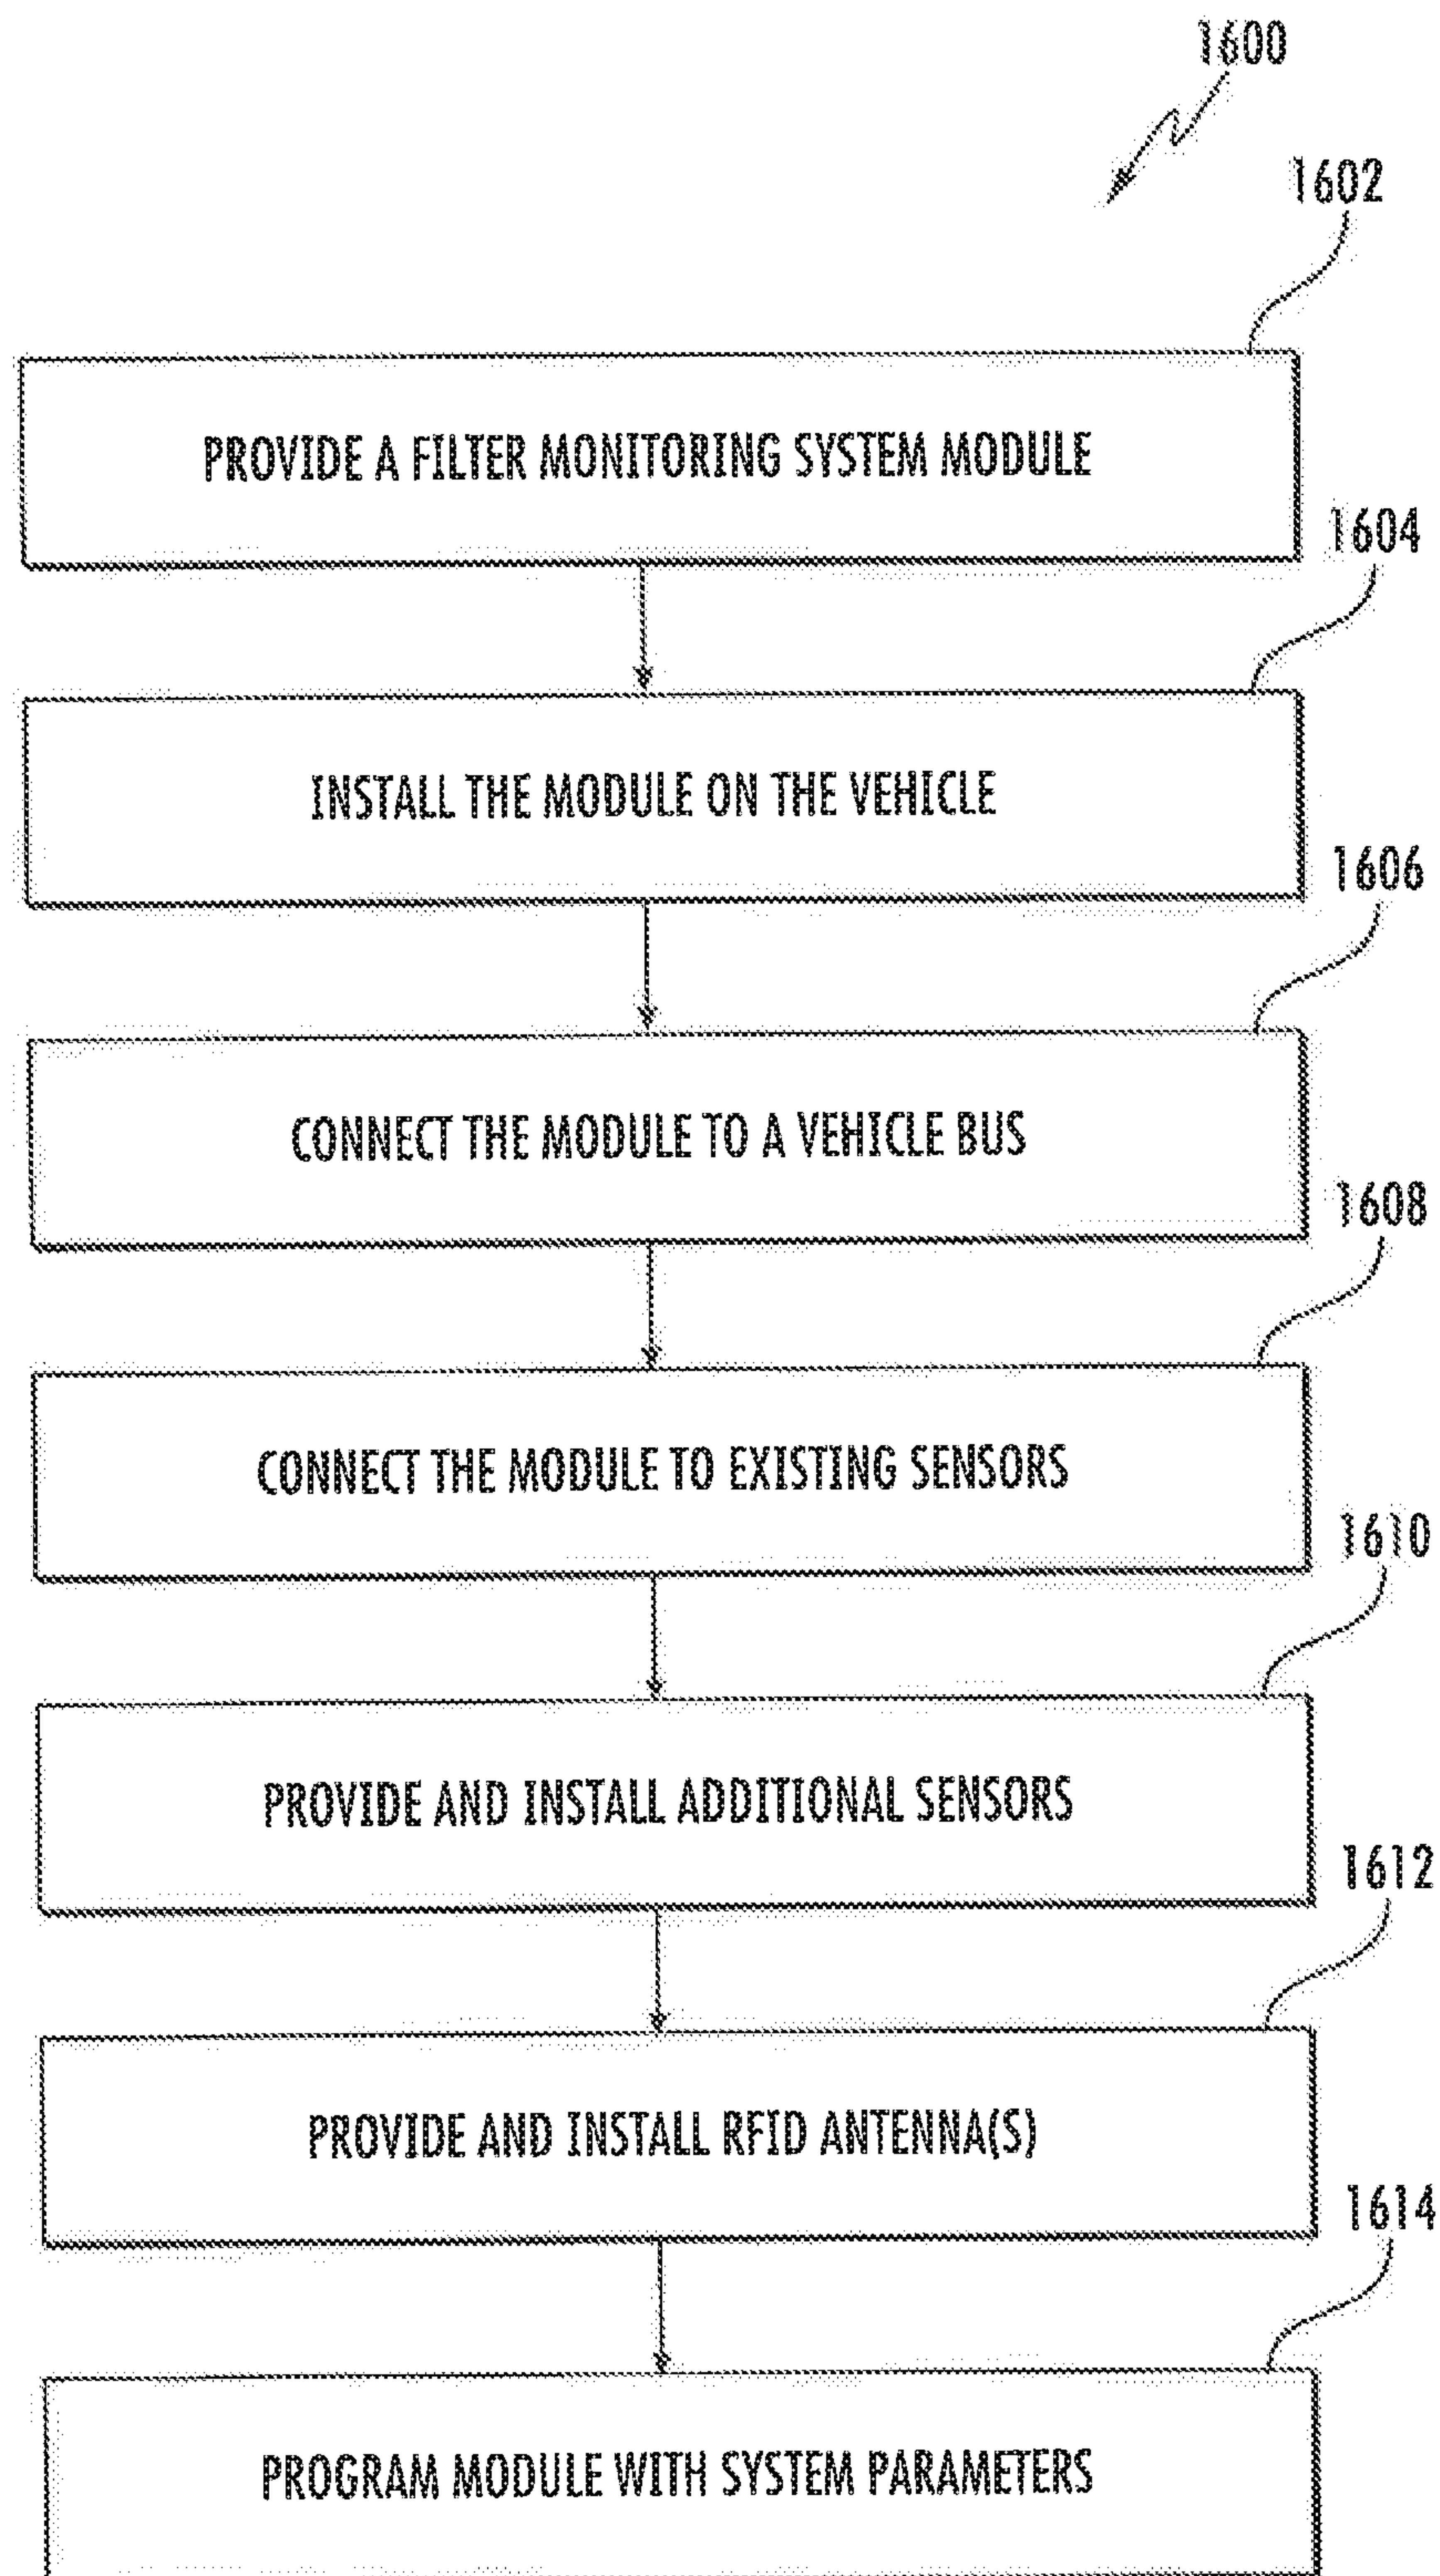 1600
1602
PROVIDE A FILTER MONITORING SYSTEM MODULE
1604
INSTALL THE MODULE ON THE VEHICLE
1606
CONNECT THE MODULE TO A VEHICLE BUS
1608
CONNECT THE MODULE TO EXISTING SENSORS
1610
PROVIDE AND INSTALL ADDITIONAL SENSORS
1612
PROVIDE AND INSTALL RFID ANTENNA(S)
1614
PROGRAM MODULE WITH SYSTEM PARAMETERS